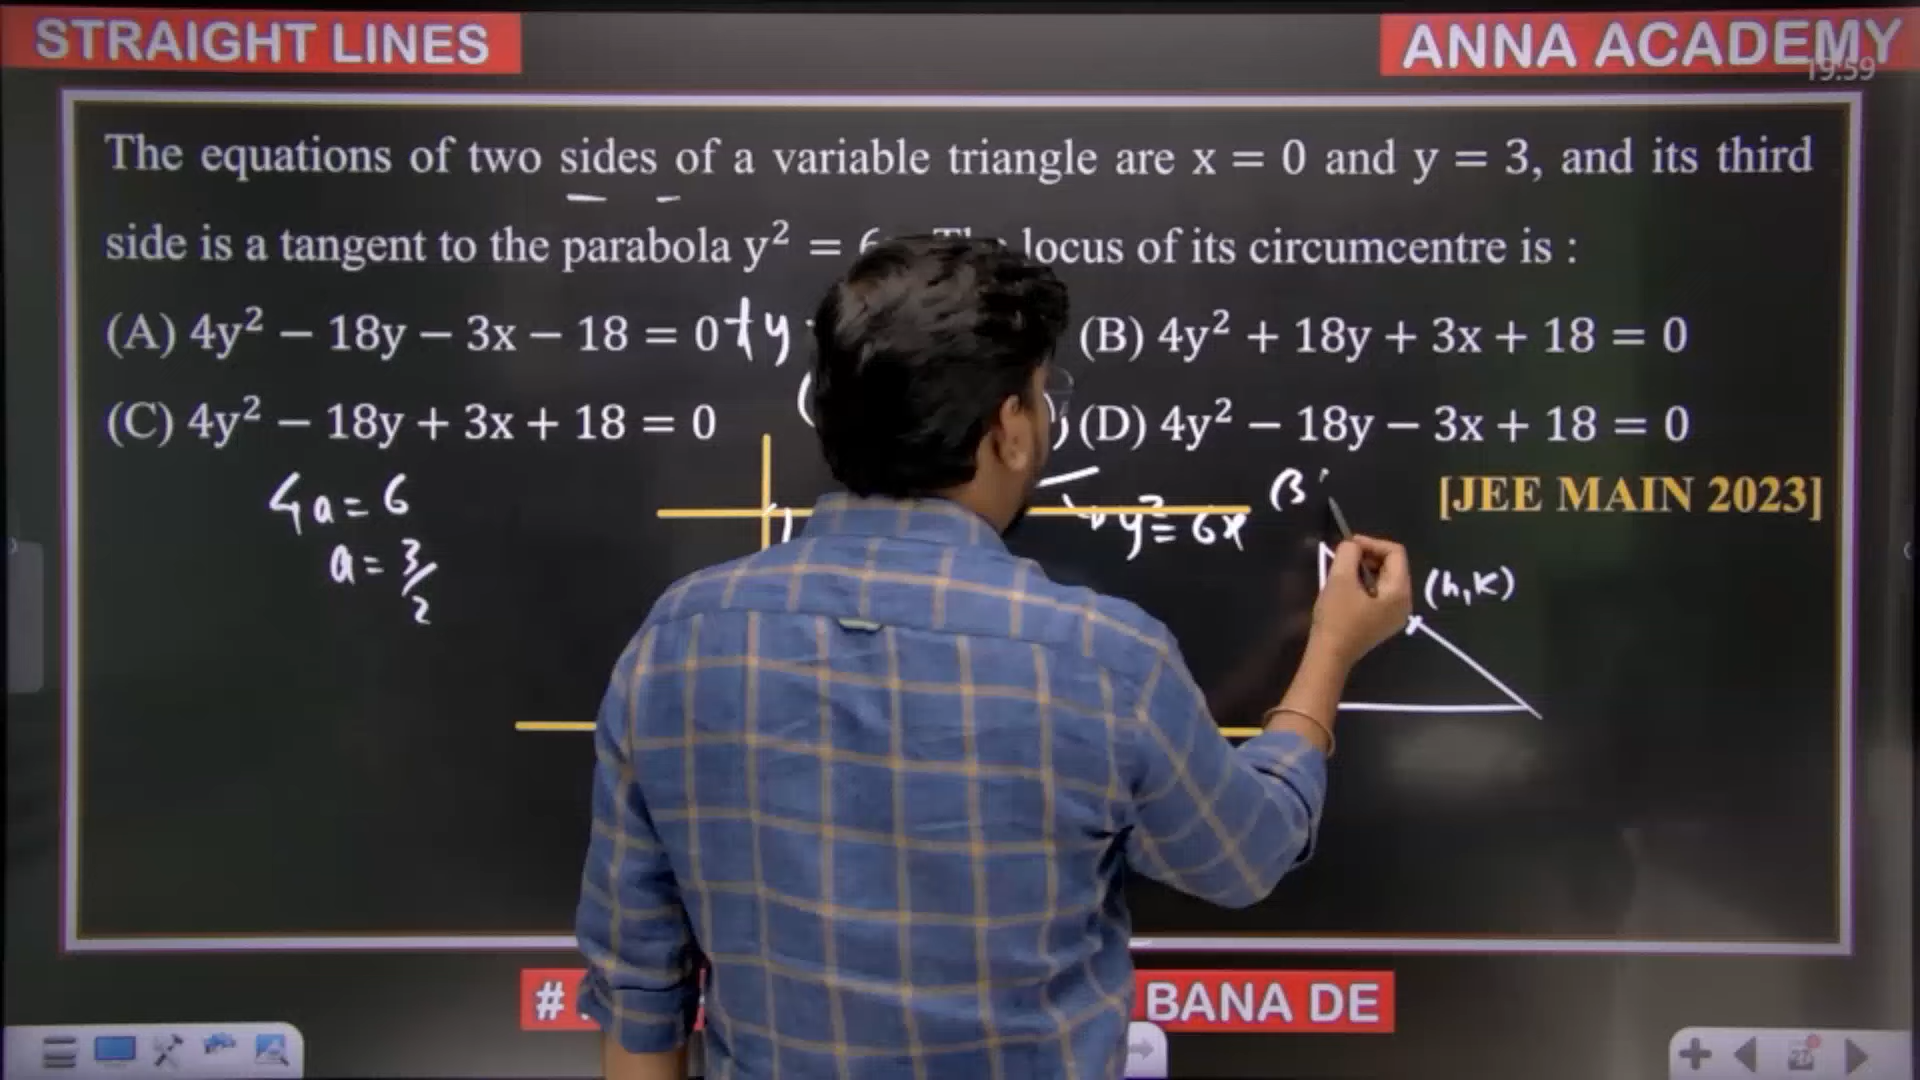 STRAIGHT LINES
ANNA ACADEMY
19:59
The equations of two sides of a variable triangle are x = 0 and y = 3, and its third
side is a tangent to the parabola y² = 6 locus of its circumcentre is :
(A) 4y² − 18y − 3x − 18 = 0
ty
(B) 4y² + 18y + 3x + 18 = 0
(C) 4y² − 18y + 3x + 18 = 0
(D) 4y² − 18y − 3x + 18 = 0
[JEE MAIN 2023]
4a = 6
a = 3/2
y² = 6x
(h,k)
#
BANA DE
27